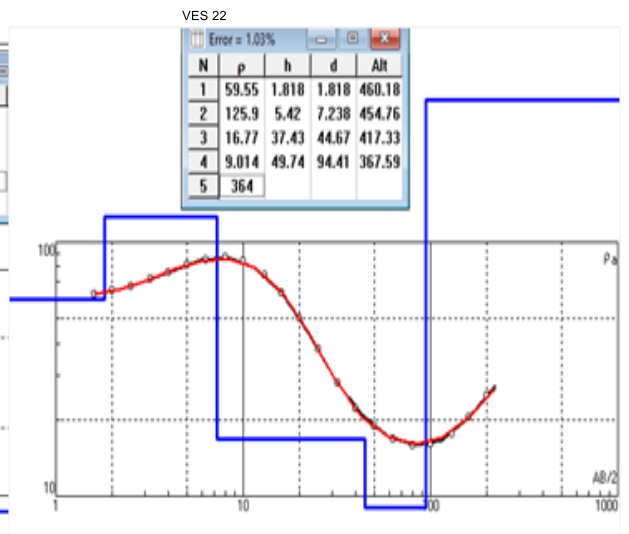 VES 22
Error = 1.03%
N ρ h d Alt
1 59.55 1.818 1.818 460.18
2 125.9 5.42 7.238 454.76
3 16.77 37.43 44.67 417.33
4 9.014 49.74 94.41 367.59
5 364
100
ρa
10
AB/2
1 10 100 1000